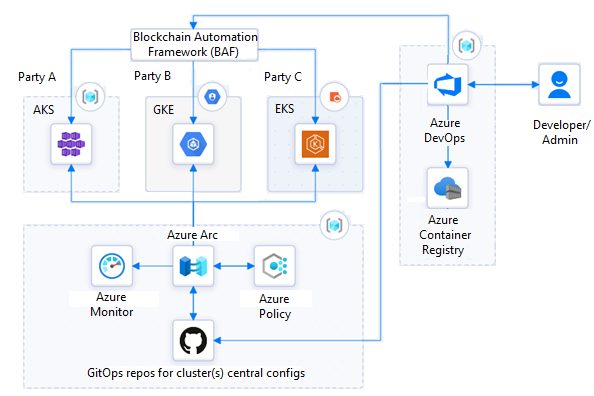 Blockchain Automation
Framework (BAF)
Party A
Party B
Party C
AKS
GKE
EKS
Azure
DevOps
Developer/
Admin
Azure
Container
Registry
Azure Arc
Azure
Monitor
Azure
Policy
GitOps repos for cluster(s) central configs